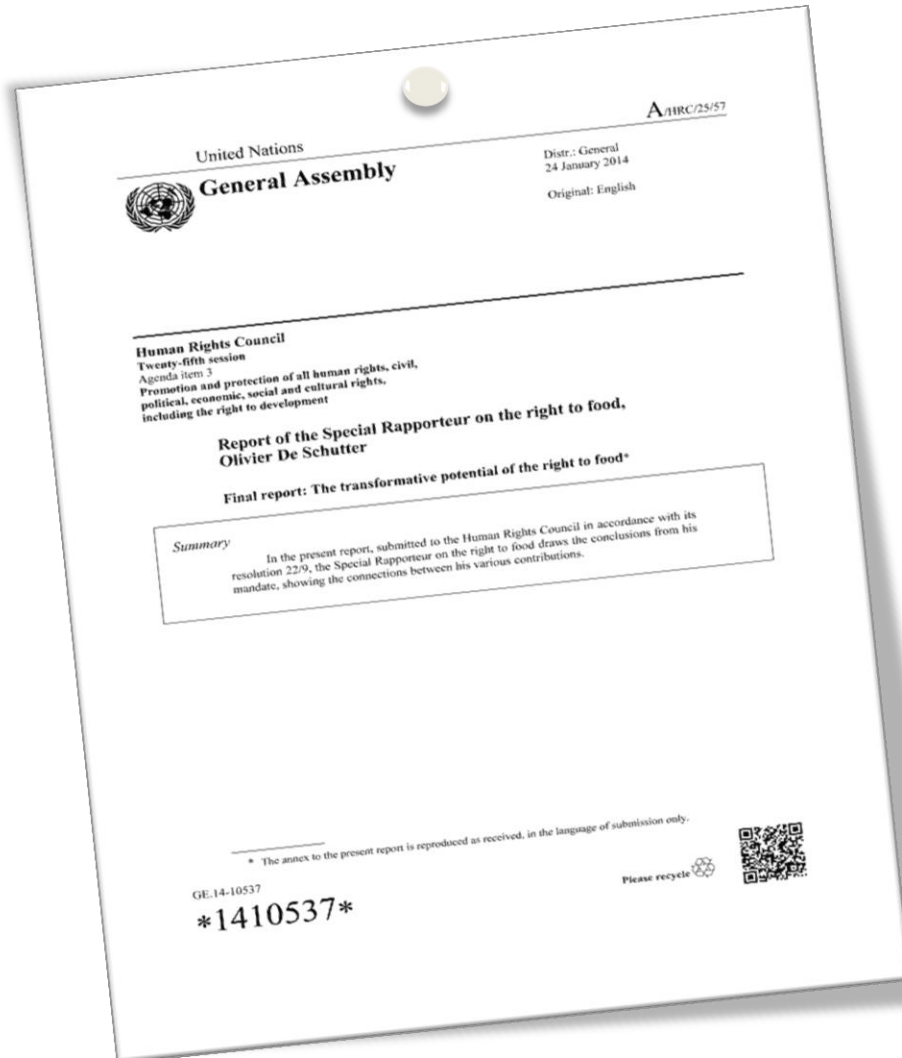 A/HRC/25/57
United Nations
General Assembly
Distr.: General
24 January 2014
Original: English
Human Rights Council
Twenty-fifth session
Agenda item 3
Promotion and protection of all human rights, civil,
political, economic, social and cultural rights,
including the right to development
Report of the Special Rapporteur on the right to food,
Olivier De Schutter
Final report: The transformative potential of the right to food*
Summary
In the present report, submitted to the Human Rights Council in accordance with its
resolution 22/9, the Special Rapporteur on the right to food draws the conclusions from his
mandate, showing the connections between his various contributions.
* The annex to the present report is reproduced as received, in the language of submission only.
GE.14-10537
*1410537*
Please recycle